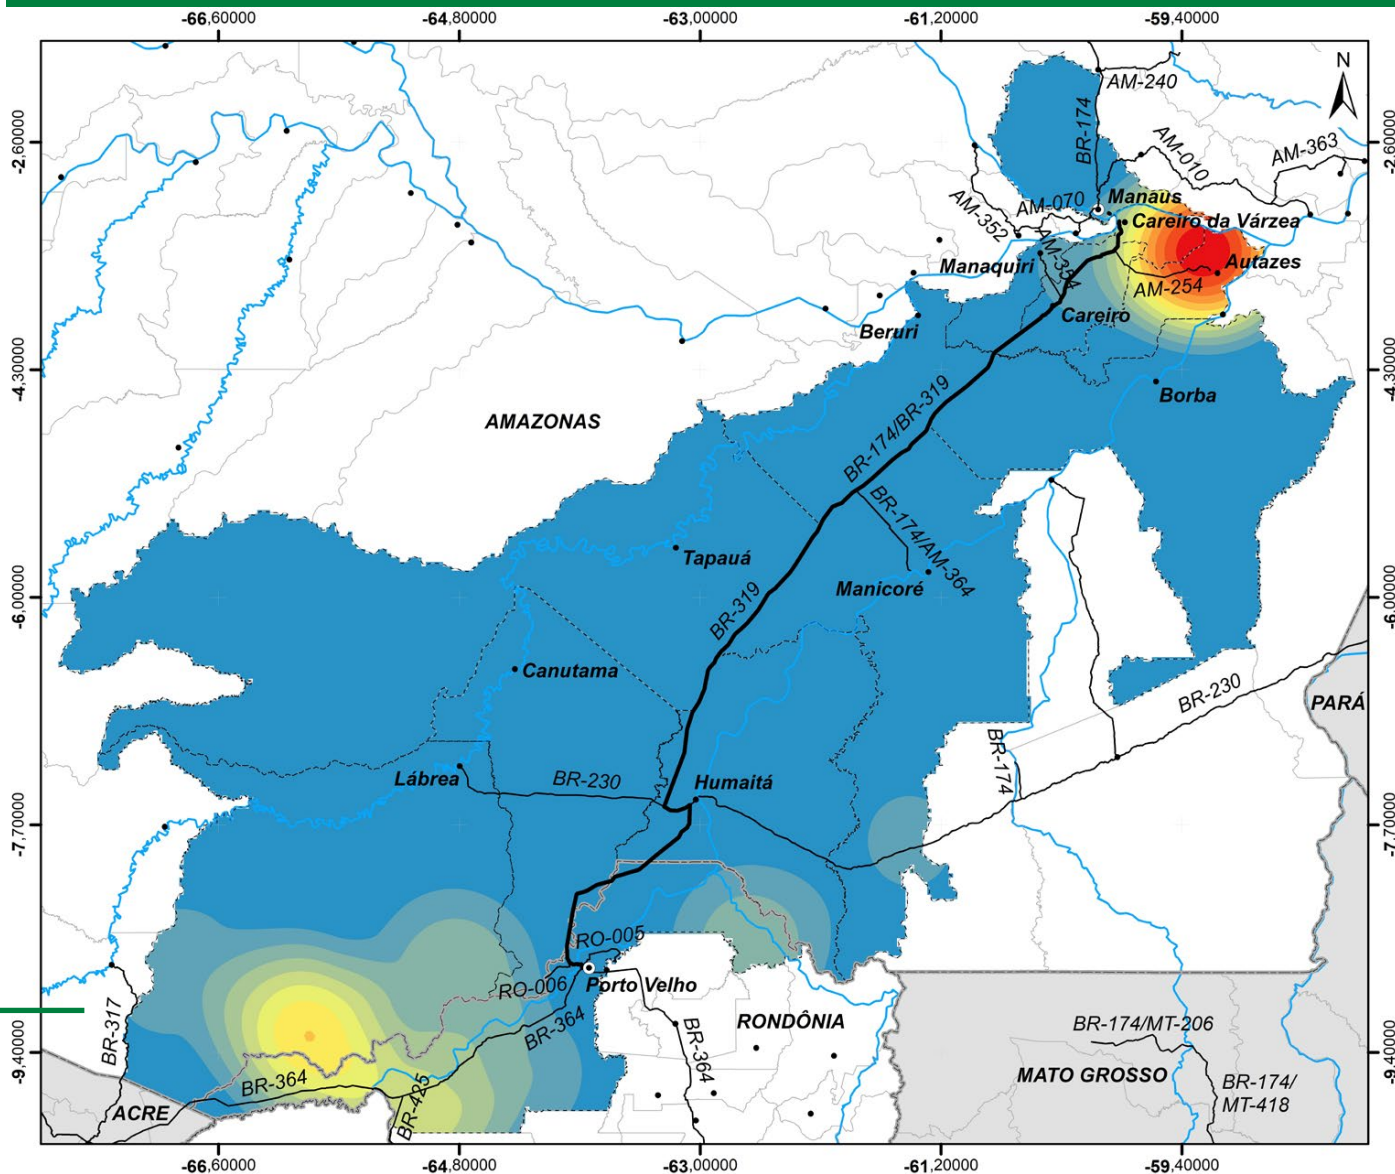 -66,60000
-64,80000
-63,00000
-61,20000
-59,40000
N
AM-240
BR-174
-2,60000
-2,60000
AM-010
AM-363
AM-070
Manaus
AM-352
Careiro da Várzea
AM-354
Manaquiri
Autazes
AM-254
Careiro
Beruri
-4,30000
-4,30000
Borba
BR-174/BR-319
AMAZONAS
BR-174/AM-364
Tapauá
Manicoré
-6,00000
-6,00000
BR-319
Canutama
BR-230
PARÁ
BR-174
Lábrea
BR-230
Humaitá
-7,70000
-7,70000
RO-005
RO-006
Porto Velho
BR-364
RONDÔNIA
BR-317
BR-364
BR-174/MT-206
-9,40000
-9,40000
BR-364
BR-425
MATO GROSSO
BR-174/
MT-418
ACRE
-66,60000
-64,80000
-63,00000
-61,20000
-59,40000